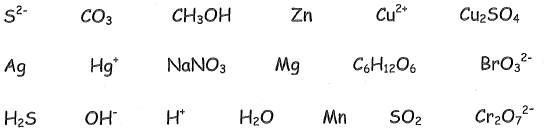 S²⁻ CO₃ CH₃OH Zn Cu²⁺ Cu₂SO₄
Ag Hg⁺ NaNO₃ Mg C₆H₁₂O₆ BrO₃²⁻
H₂S OH⁻ H⁺ H₂O Mn SO₂ Cr₂O₇²⁻